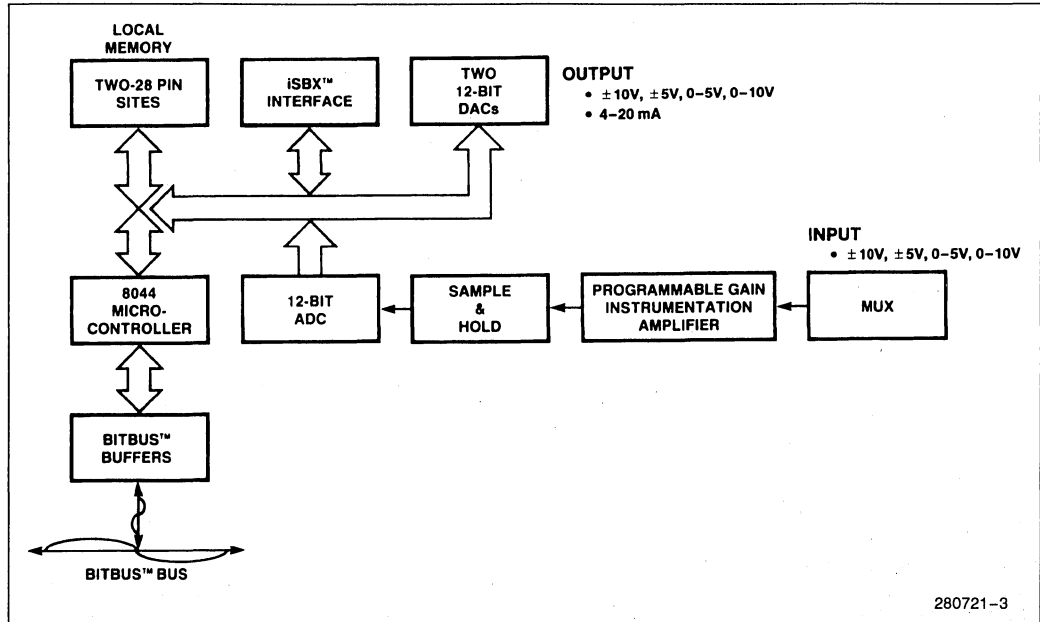 LOCAL
MEMORY
TWO-28 PIN
SITES
iSBX™
INTERFACE
TWO
12-BIT
DACs
OUTPUT
• ±10V, ±5V, 0–5V, 0–10V
• 4–20 mA
INPUT
• ±10V, ±5V, 0–5V, 0–10V
8044
MICRO-
CONTROLLER
12-BIT
ADC
SAMPLE
&
HOLD
PROGRAMMABLE GAIN
INSTRUMENTATION
AMPLIFIER
MUX
BITBUS™
BUFFERS
BITBUS™ BUS
280721–3